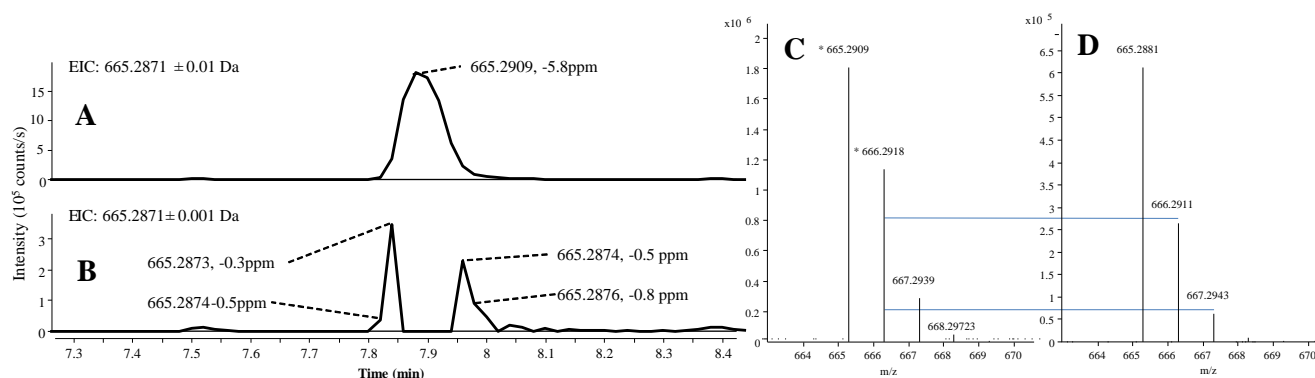 EIC: 665.2871 ±0.01 Da
A
665.2909, -5.8ppm
15
10
5
0
EIC: 665.2871± 0.001 Da
B
665.2873, -0.3ppm
665.2874-0.5ppm
665.2874, -0.5 ppm
665.2876, -0.8 ppm
3
2
1
0
Intensity (10⁵ counts/s)
7.3 7.4 7.5 7.6 7.7 7.8 7.9 8 8.1 8.2 8.3 8.4
Time (min)
x10 ⁶
C
* 665.2909
* 666.2918
667.2939
668.29723
2
1.8
1.6
1.4
1.2
1
0.8
0.6
0.4
0.2
0
664 665 666 667 668 669 670
m/z
x10 ⁵
D
665.2881
666.2911
667.2943
6.5
6
5.5
5
4.5
4
3.5
3
2.5
2
1.5
1
0.5
0
664 665 666 667 668 669 670
m/z